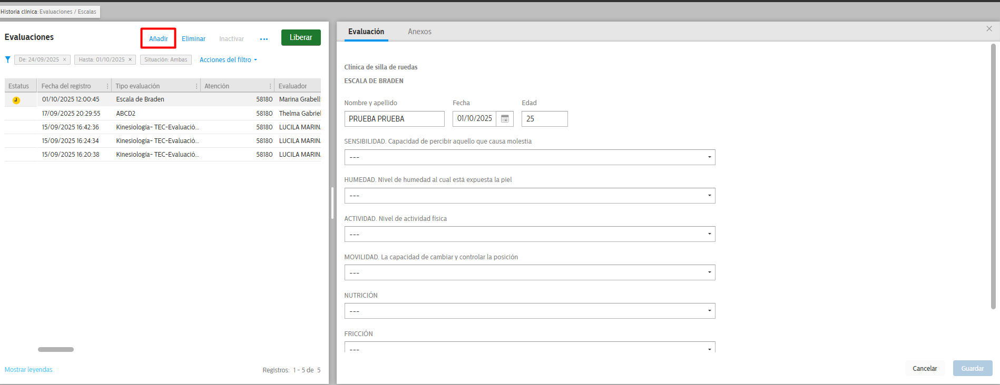 Historia clínica: Evaluaciones / Escalas
Evaluaciones
Añadir
Eliminar
Inactivar
...
Liberar
De: 24/09/2025 ×
Hasta: 01/10/2025 ×
Situación: Ambas
Acciones del filtro
Estatus Fecha del registro Tipo evaluación Atención Evaluador
01/10/2025 12:00:45 Escala de Braden 58180 Marina Grabell
17/09/2025 20:29:55 ABCD2 58180 Thelma Gabriel
15/09/2025 16:42:36 Kinesiología- TEC-Evaluació... 58180 LUCILA MARIN
15/09/2025 16:24:34 Kinesiología- TEC-Evaluació... 58180 LUCILA MARIN
15/09/2025 16:20:38 Kinesiología- TEC-Evaluació... 58180 LUCILA MARIN
Mostrar leyendas
Registros: 1 - 5 de 5
Evaluación
Anexos
Clínica de silla de ruedas
ESCALA DE BRADEN
Nombre y apellido Fecha Edad
PRUEBA PRUEBA 01/10/2025 25
SENSIBILIDAD. Capacidad de percibir aquello que causa molestia
---
HUMEDAD. Nivel de humedad al cual está expuesta la piel
---
ACTIVIDAD. Nivel de actividad física
---
MOVILIDAD. La capacidad de cambiar y controlar la posición
---
NUTRICIÓN
---
FRICCIÓN
---
Cancelar
Guardar